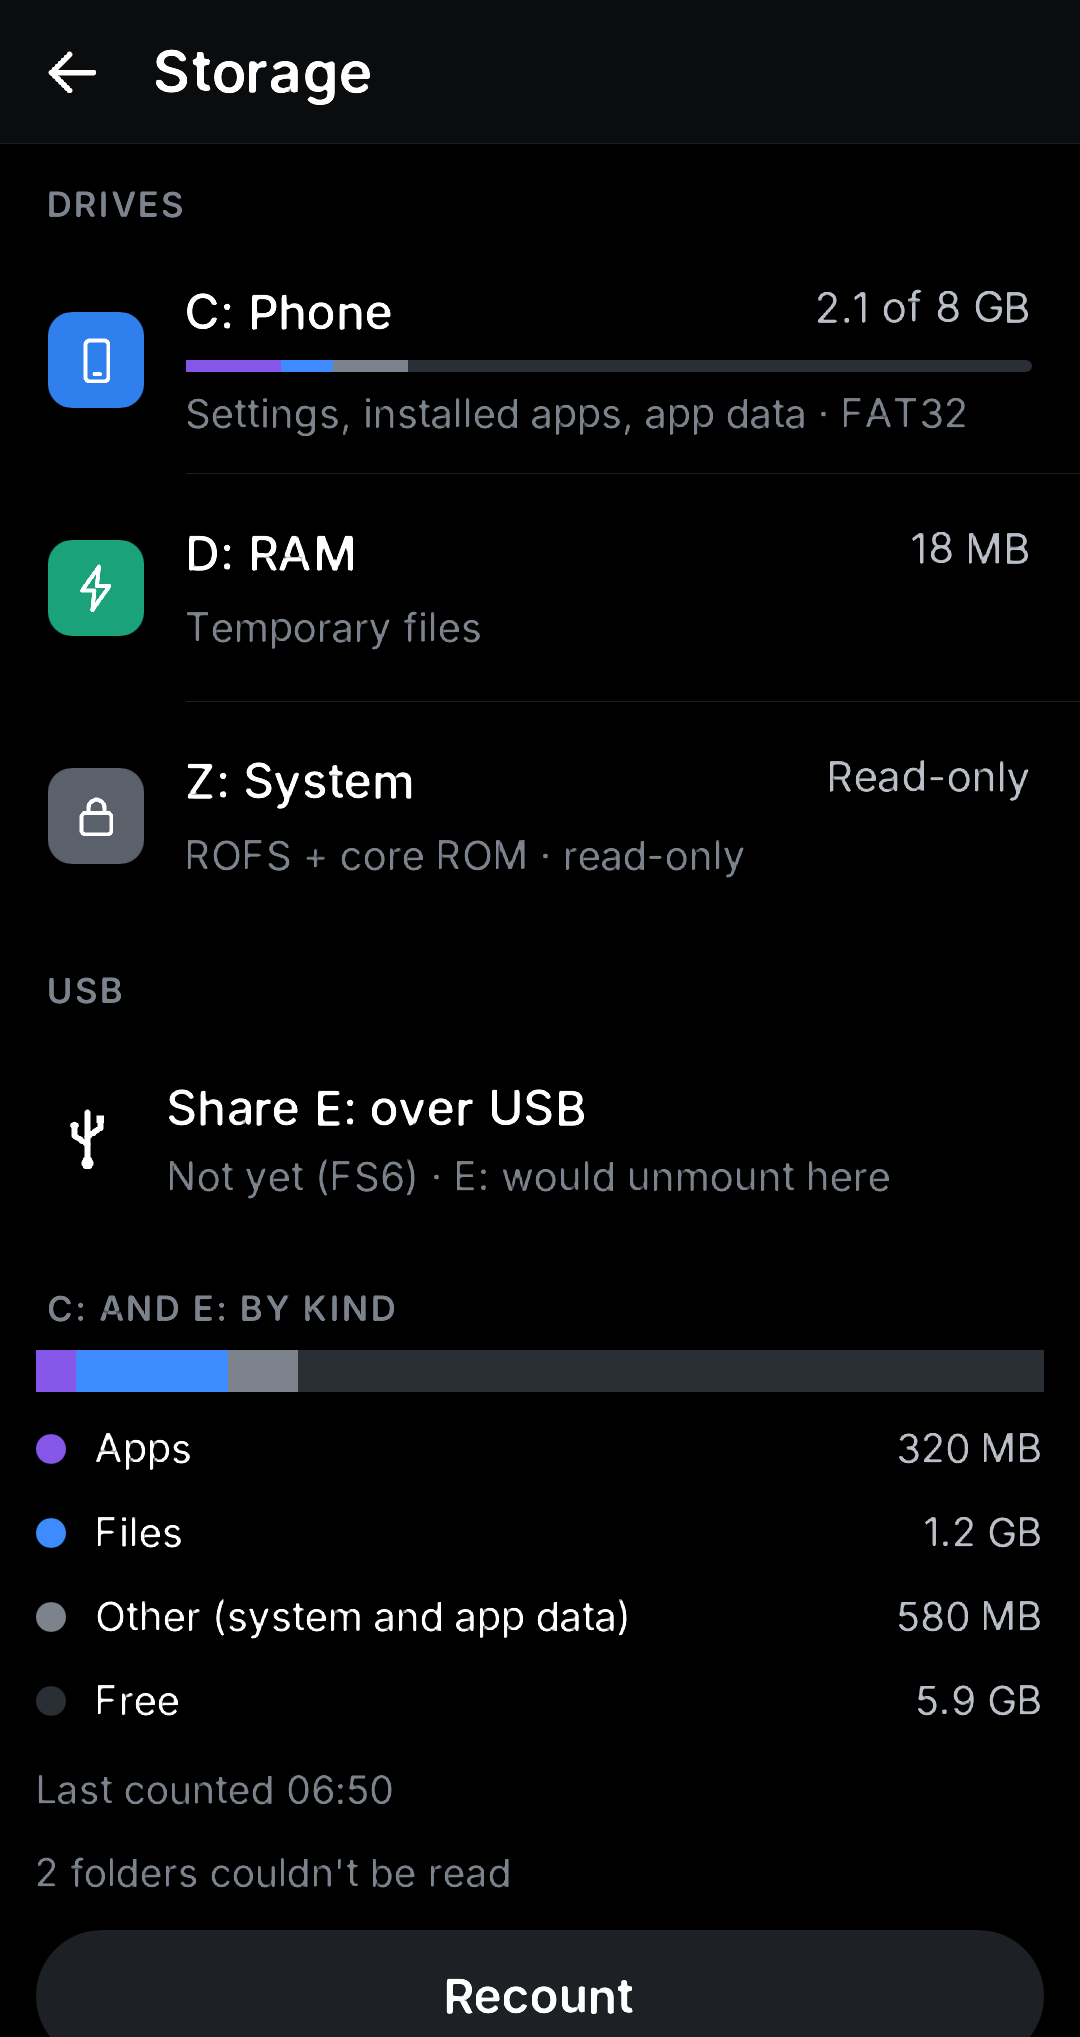 Storage
DRIVES
C: Phone
2.1 of 8 GB
Settings, installed apps, app data · FAT32
D: RAM
18 MB
Temporary files
Z: System
Read-only
ROFS + core ROM · read-only
USB
Share E: over USB
Not yet (FS6) · E: would unmount here
C: AND E: BY KIND
Apps 320 MB
Files 1.2 GB
Other (system and app data) 580 MB
Free 5.9 GB
Last counted 06:50
2 folders couldn't be read
Recount